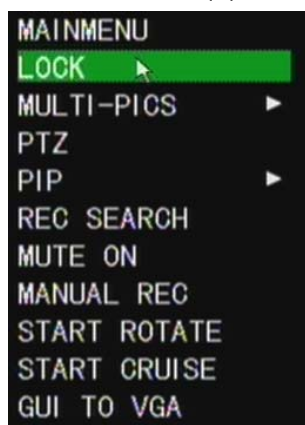 MAINMENU
LOCK
MULTI-PICS
PTZ
PIP
REC SEARCH
MUTE ON
MANUAL REC
START ROTATE
START CRUISE
GUI TO VGA